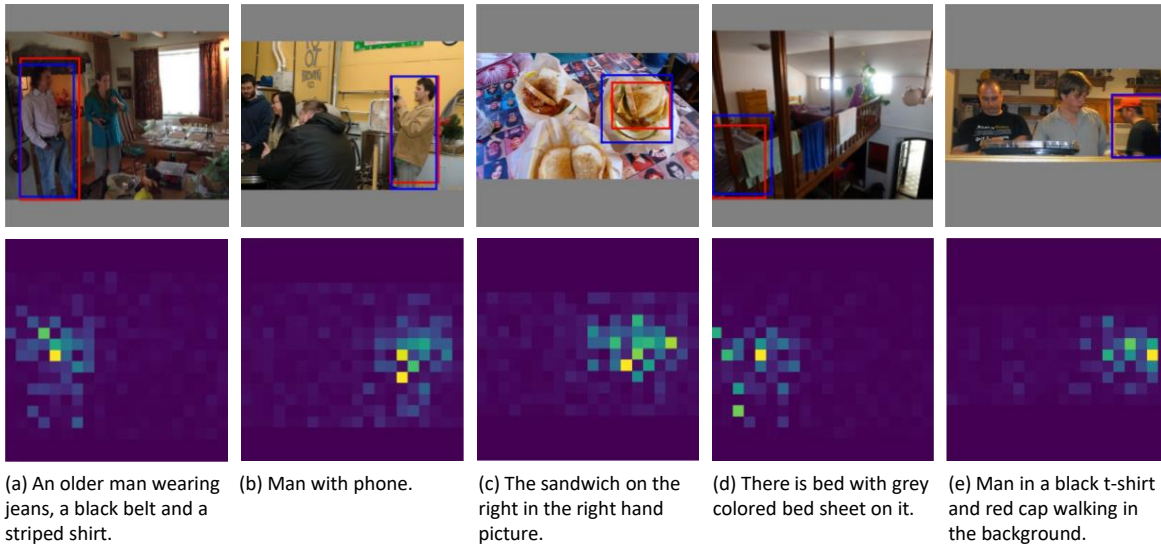 (a) An older man wearing
jeans, a black belt and a
striped shirt.
(b) Man with phone.
(c) The sandwich on the
right in the right hand
picture.
(d) There is bed with grey
colored bed sheet on it.
(e) Man in a black t-shirt
and red cap walking in
the background.